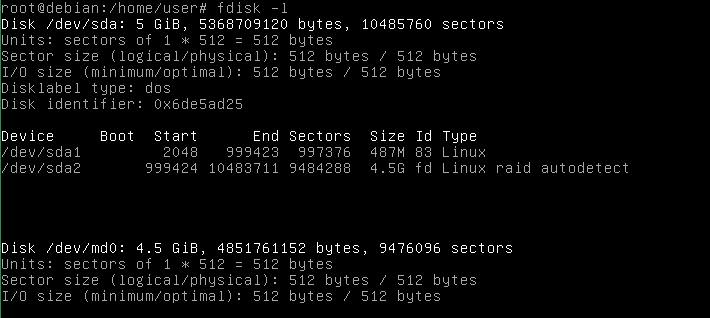 root@debian:/home/user# fdisk -l
Disk /dev/sda: 5 GiB, 5368709120 bytes, 10485760 sectors
Units: sectors of 1 * 512 = 512 bytes
Sector size (logical/physical): 512 bytes / 512 bytes
I/O size (minimum/optimal): 512 bytes / 512 bytes
Disklabel type: dos
Disk identifier: 0x6de5ad25
Device     Boot  Start      End Sectors  Size Id Type
/dev/sda1         2048   999423  997376  487M 83 Linux
/dev/sda2       999424 10483711 9484288  4.5G fd Linux raid autodetect
Disk /dev/md0: 4.5 GiB, 4851761152 bytes, 9476096 sectors
Units: sectors of 1 * 512 = 512 bytes
Sector size (logical/physical): 512 bytes / 512 bytes
I/O size (minimum/optimal): 512 bytes / 512 bytes